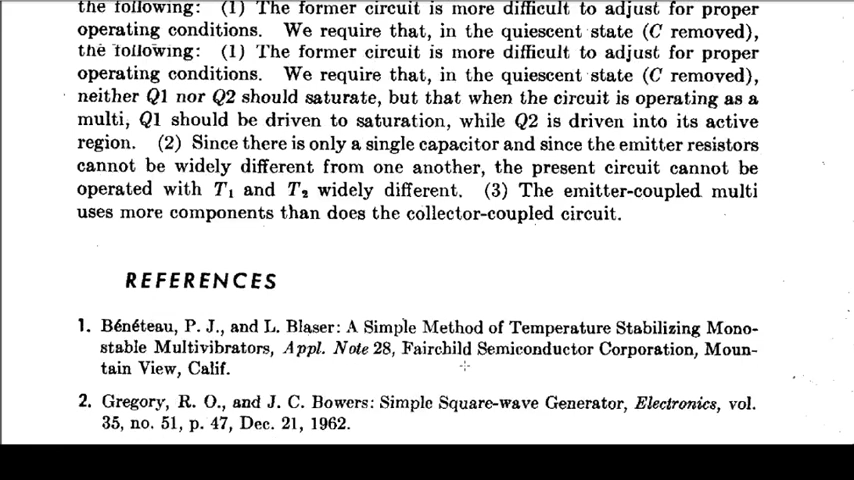 the following: (1) The former circuit is more difficult to adjust for proper
operating conditions. We require that, in the quiescent state (C removed),
the following: (1) The former circuit is more difficult to adjust for proper
operating conditions. We require that, in the quiescent state (C removed),
neither Q1 nor Q2 should saturate, but that when the circuit is operating as a
multi, Q1 should be driven to saturation, while Q2 is driven into its active
region. (2) Since there is only a single capacitor and since the emitter resistors
cannot be widely different from one another, the present circuit cannot be
operated with T₁ and T₂ widely different. (3) The emitter-coupled multi
uses more components than does the collector-coupled circuit.
REFERENCES
1. Bénéteau, P. J., and L. Blaser: A Simple Method of Temperature Stabilizing Mono-
stable Multivibrators, Appl. Note 28, Fairchild Semiconductor Corporation, Moun-
tain View, Calif.
2. Gregory, R. O., and J. C. Bowers: Simple Square-wave Generator, Electronics, vol.
35, no. 51, p. 47, Dec. 21, 1962.